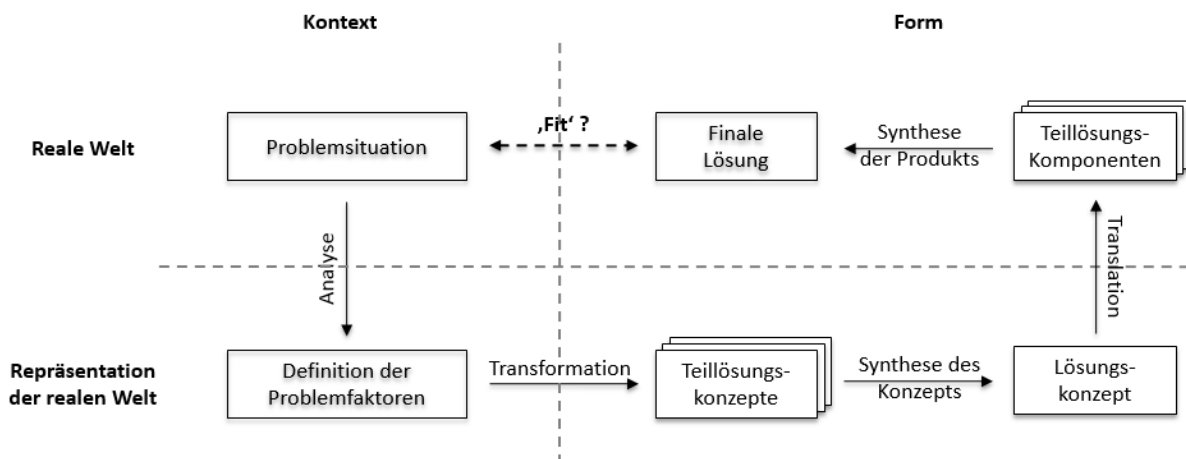 Kontext
Form
Reale Welt
Problemsituation
‚Fit‘ ?
Finale
Lösung
Synthese
der Produkts
Teillösungs-
Komponenten
Analyse
Translation
Repräsentation
der realen Welt
Definition der
Problemfaktoren
Transformation
Teillösungs-
konzepte
Synthese des
Konzepts
Lösungs-
konzept